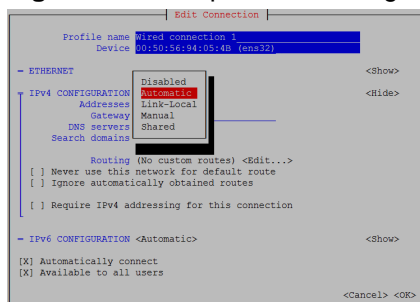 Edit Connection
Profile name Wired connection 1
Device 00:50:56:94:05:4B (ens32)
- ETHERNET <Show>
Disabled
IPv4 CONFIGURATION Automatic <Hide>
Addresses Link-Local
Gateway Manual
DNS servers Shared
Search domains
Routing (No custom routes) <Edit...>
[ ] Never use this network for default route
[ ] Ignore automatically obtained routes
[ ] Require IPv4 addressing for this connection
- IPv6 CONFIGURATION <Automatic> <Show>
[X] Automatically connect
[X] Available to all users
<Cancel> <OK>